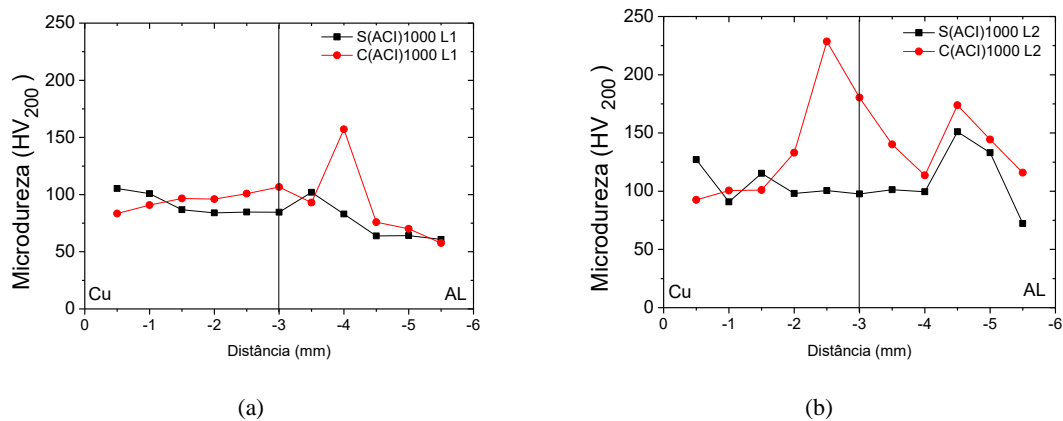 250
200
150
100
50
0
Microdureza (HV200)
S(ACI)1000 L1
C(ACI)1000 L1
Cu
AL
0 -1 -2 -3 -4 -5 -6
Distância (mm)
(a)
250
200
150
100
50
0
Microdureza (HV200)
S(ACI)1000 L2
C(ACI)1000 L2
Cu
AL
0 -1 -2 -3 -4 -5 -6
Distância (mm)
(b)